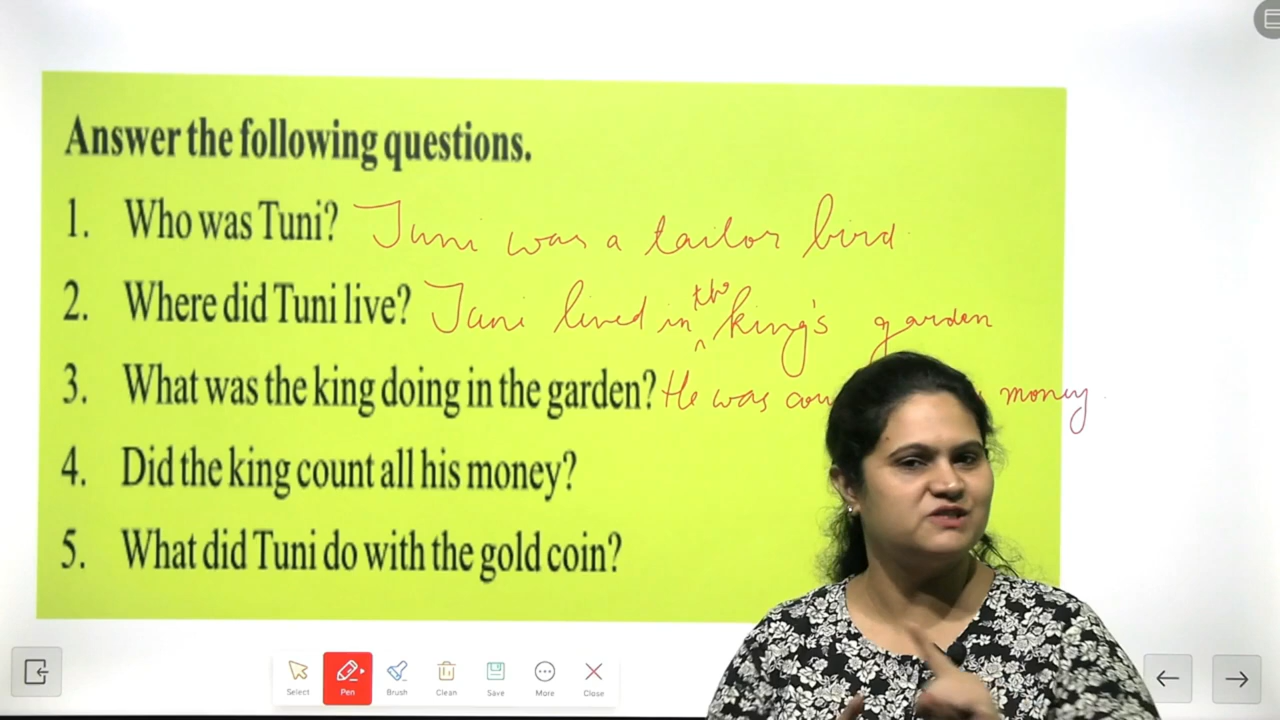 Answer the following questions.
1. Who was Tuni? Tuni was a tailor bird
2. Where did Tuni live? Tuni lived in the king's garden
3. What was the king doing in the garden? He was money
4. Did the king count all his money?
5. What did Tuni do with the gold coin?
Select Pen Brush Clean Save More Close